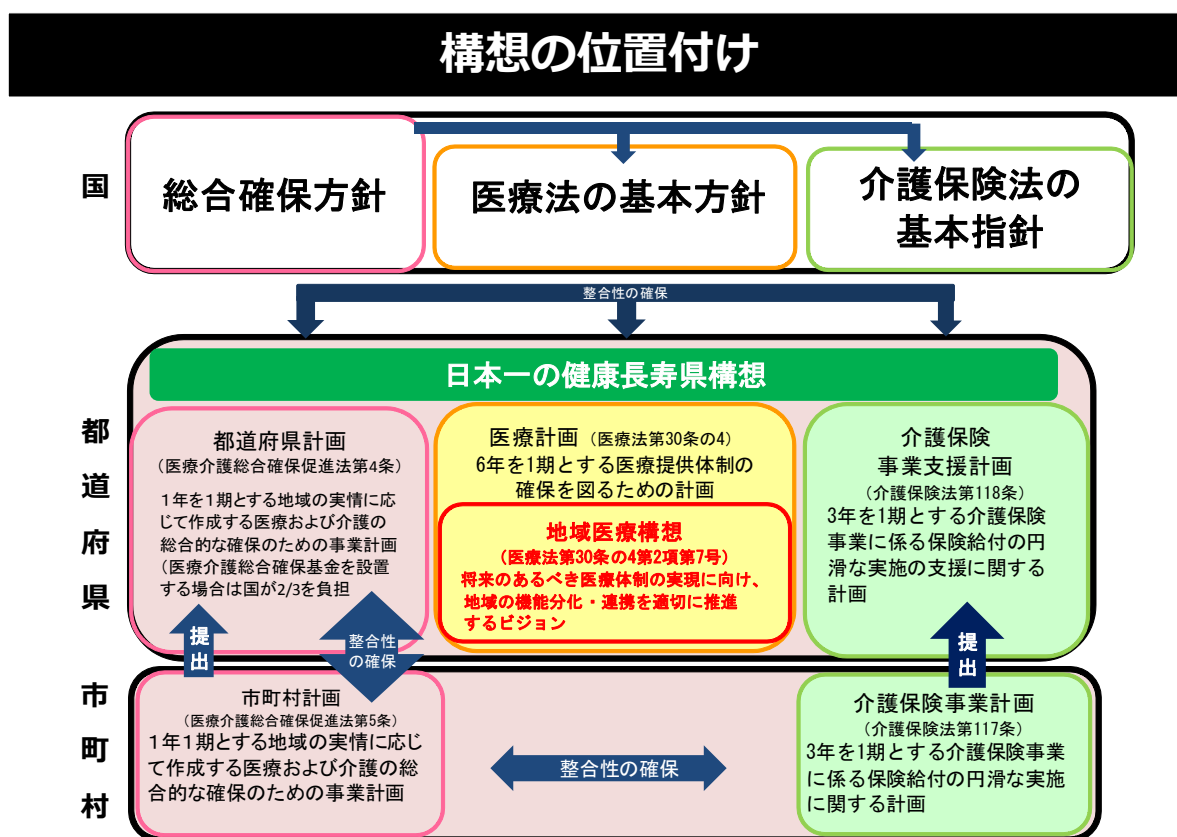 構想の位置付け
国
総合確保方針
医療法の基本方針
介護保険法の
基本指針
整合性の確保
都道府県
日本一の健康長寿県構想
都道府県計画
（医療介護総合確保促進法第4条）
1年を1期とする地域の実情に応
じて作成する医療および介護の
総合的な確保のための事業計画
（医療介護総合確保基金を設置
する場合は国が2/3を負担
医療計画（医療法第30条の4）
6年を1期とする医療提供体制の
確保を図るための計画
地域医療構想
（医療法第30条の4第2項第7号）
将来のあるべき医療体制の実現に向け、
地域の機能分化・連携を適切に推進
するビジョン
介護保険
事業支援計画
（介護保険法第118条）
3年を1期とする介護保険
事業に係る保険給付の円
滑な実施の支援に関する
計画
提出
整合性
の確保
提出
市町村
市町村計画
（医療介護総合確保促進法第5条）
1年1期とする地域の実情に応じ
て作成する医療および介護の総
合的な確保のための事業計画
整合性の確保
介護保険事業計画
（介護保険法第117条）
3年を1期とする介護保険事業
に係る保険給付の円滑な実施
に関する計画